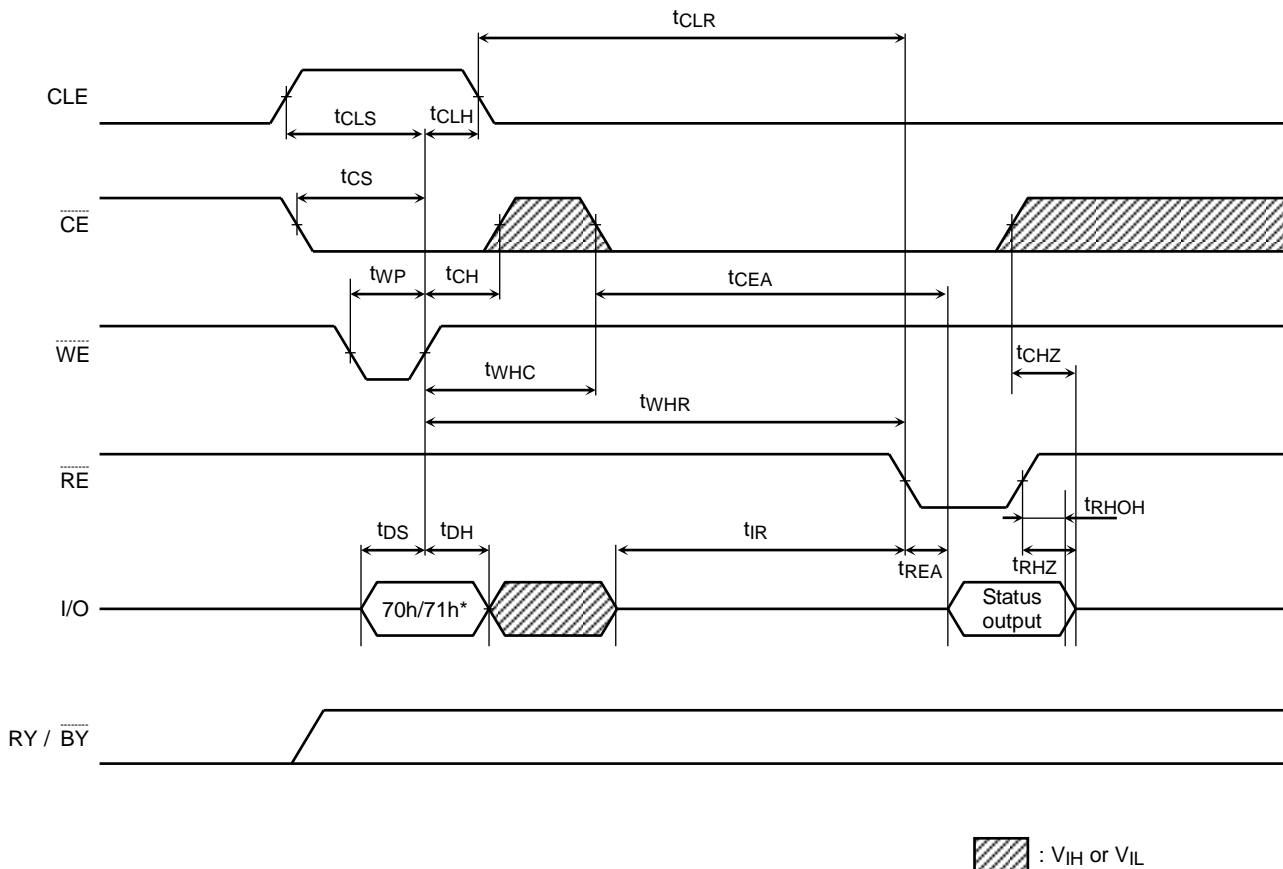 tCLR
CLE
tCLS
tCLH
tCS
CE
tWP
tCH
tCEA
WE
tCHZ
tWHC
tWHR
RE
tRHOH
tDS
tDH
tIR
tREA
tRHZ
I/O
70h/71h*
Status
output
RY / BY
: VIH or VIL